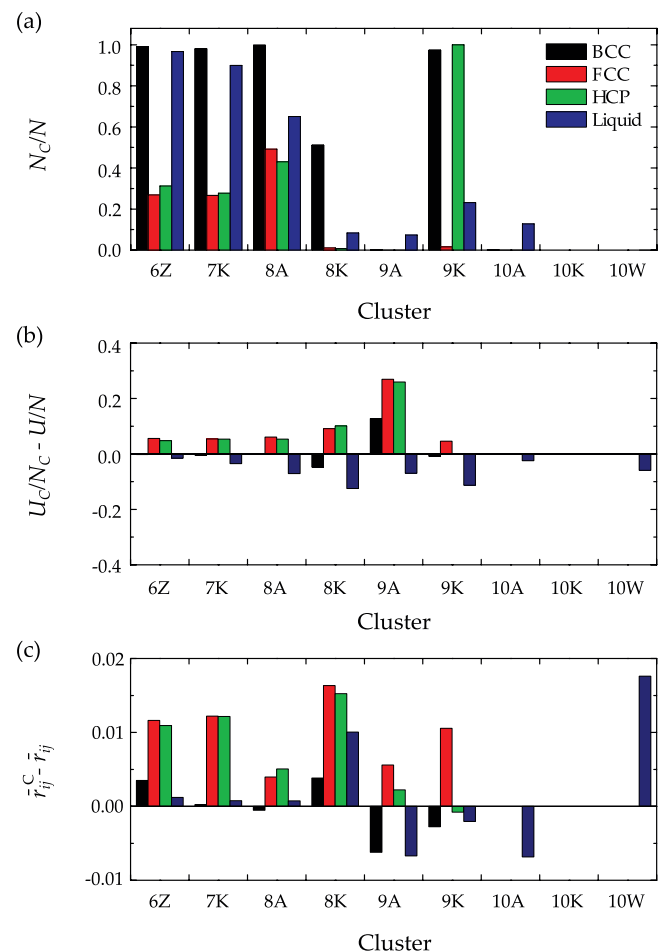 (a)
1.0
0.8
0.6
0.4
0.2
0.0
N_C/N
BCC
FCC
HCP
Liquid
6Z 7K 8A 8K 9A 9K 10A 10K 10W
Cluster
(b)
0.4
0.2
0.0
-0.2
-0.4
U_C/N_C - U/N
6Z 7K 8A 8K 9A 9K 10A 10K 10W
Cluster
(c)
0.02
0.01
0.00
-0.01
r̄_ij^C - r̄_ij
6Z 7K 8A 8K 9A 9K 10A 10K 10W
Cluster